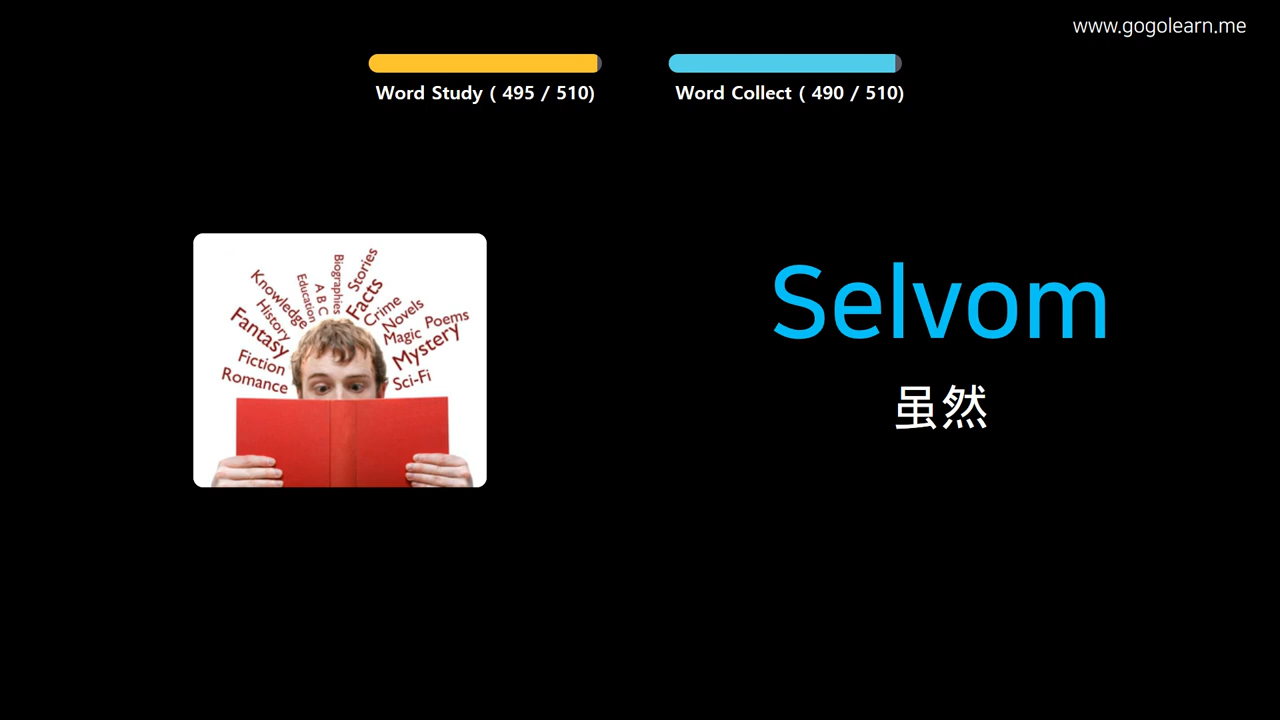 www.gogolearn.me
Word Study ( 495 / 510)
Word Collect ( 490 / 510)
Selvom
虽然
Biographies
Stories
Knowledge
Education
A B C
Facts
History
Crime
Novels
Fantasy
Magic
Poems
Mystery
Fiction
Romance
Sci-Fi